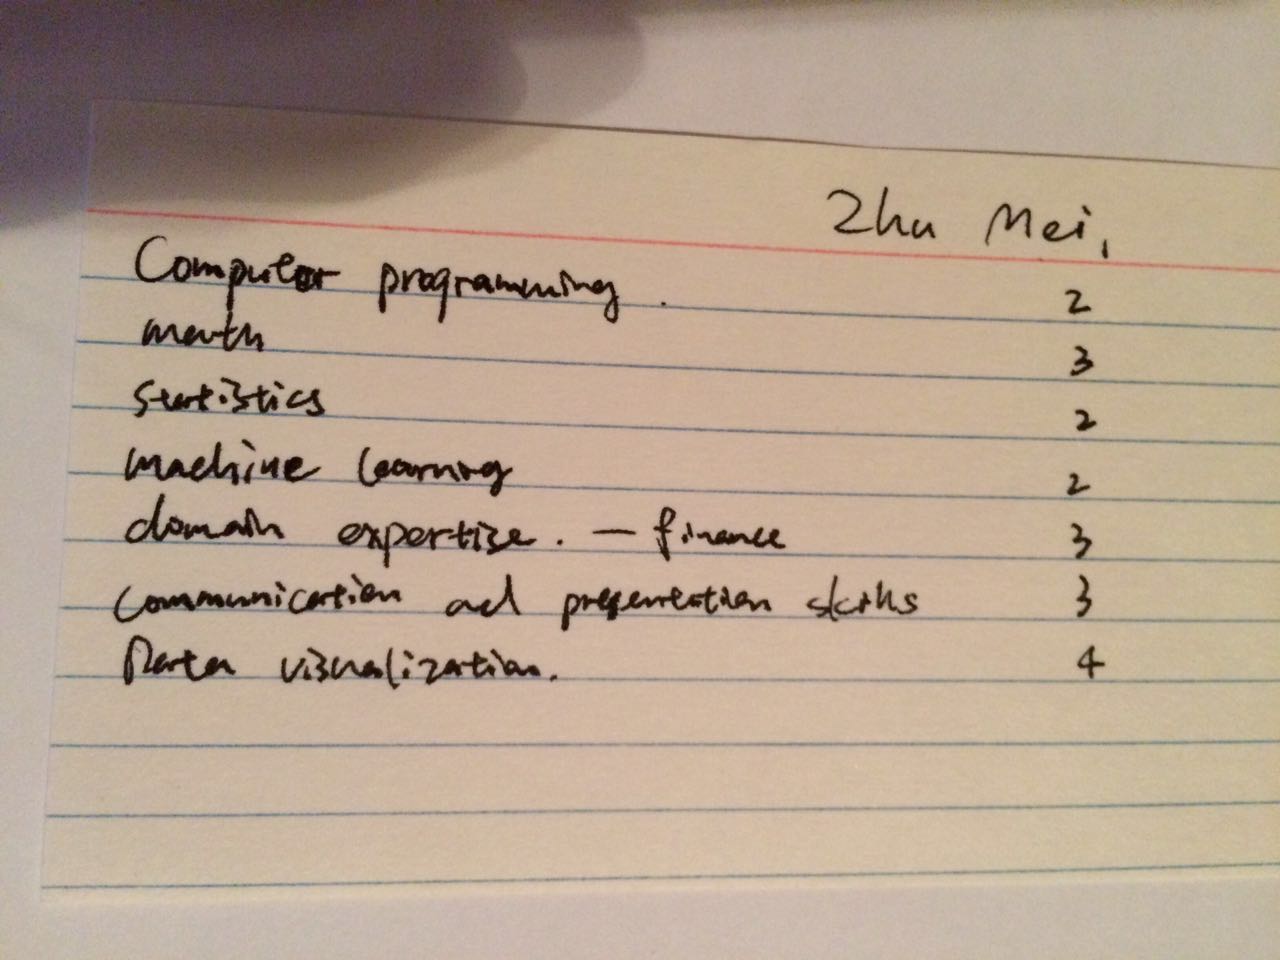 Zhu Mei,
Computer programming. 2
math 3
Statistics 2
machine learning 2
domain expertise. — finance 3
Communication and presentation skills 3
Data visualization. 4